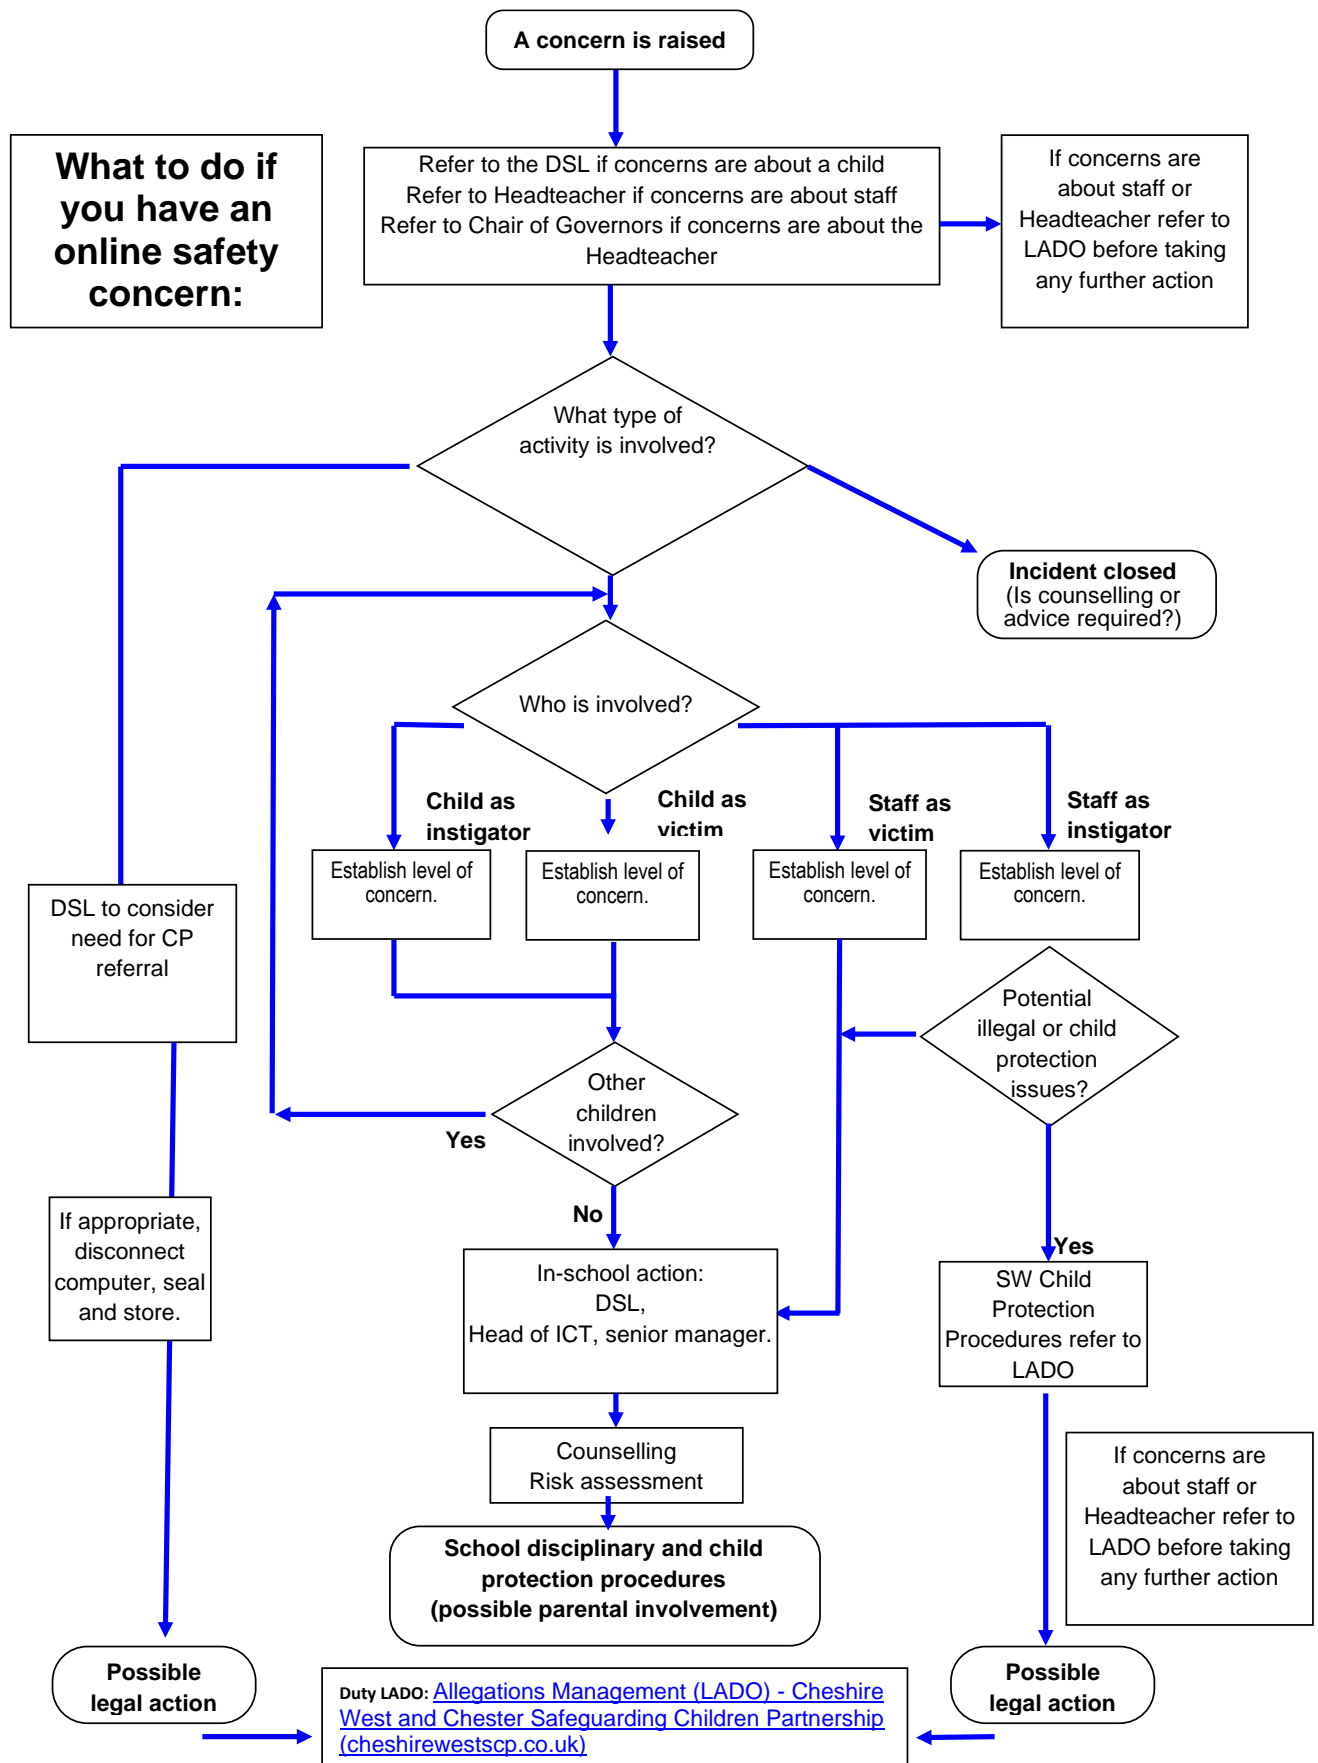 A concern is raised
What to do if
you have an
online safety
concern:
Refer to the DSL if concerns are about a child
Refer to Headteacher if concerns are about staff
Refer to Chair of Governors if concerns are about the
Headteacher
If concerns are
about staff or
Headteacher refer to
LADO before taking
any further action
What type of
activity is involved?
Incident closed
(Is counselling or
advice required?)
Who is involved?
Child as
instigator
Child as
victim
Staff as
victim
Staff as
instigator
Establish level of
concern.
Establish level of
concern.
Establish level of
concern.
Establish level of
concern.
DSL to consider
need for CP
referral
Potential
illegal or child
protection
issues?
Other
children
involved?
Yes
No
If appropriate,
disconnect
computer, seal
and store.
In-school action:
DSL,
Head of ICT, senior manager.
Yes
SW Child
Protection
Procedures refer to
LADO
Counselling
Risk assessment
If concerns are
about staff or
Headteacher refer to
LADO before taking
any further action
School disciplinary and child
protection procedures
(possible parental involvement)
Possible
legal action
Duty LADO: Allegations Management (LADO) - Cheshire
West and Chester Safeguarding Children Partnership
(cheshirewestscp.co.uk)
Possible
legal action